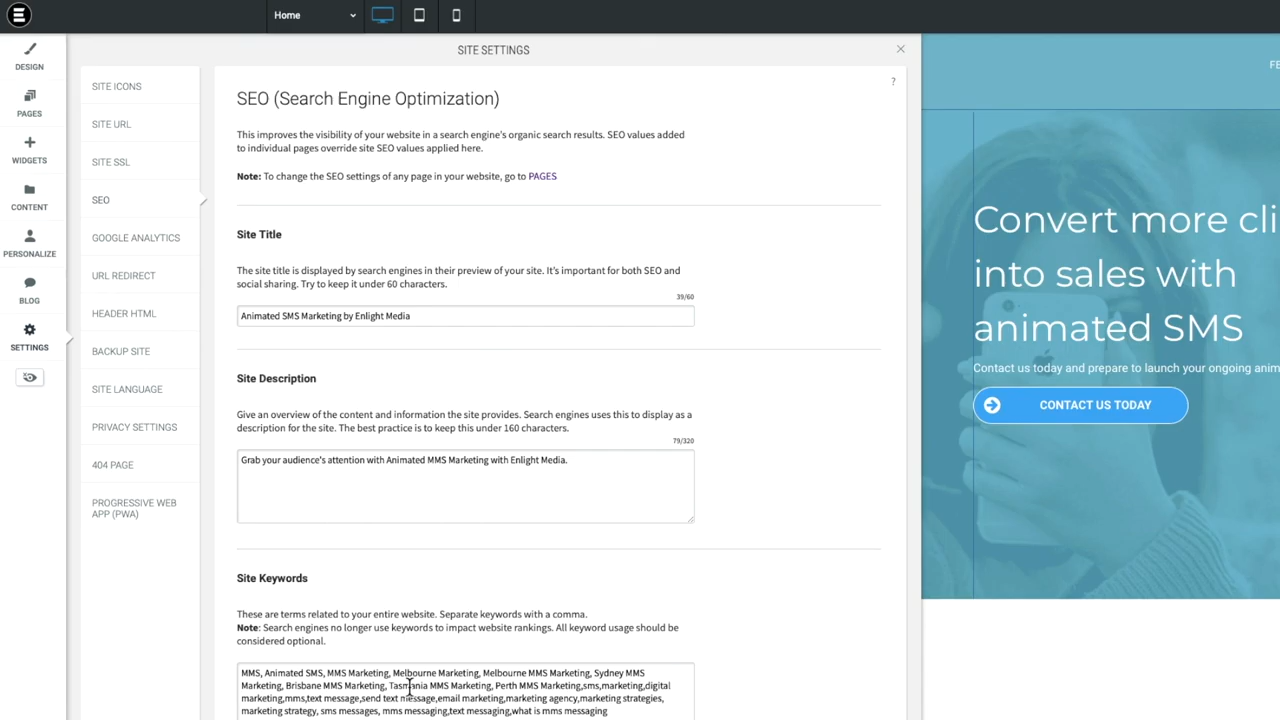 Home
SITE SETTINGS
DESIGN
PAGES
WIDGETS
CONTENT
PERSONALIZE
BLOG
SETTINGS
SITE ICONS
SITE URL
SITE SSL
SEO
GOOGLE ANALYTICS
URL REDIRECT
HEADER HTML
BACKUP SITE
SITE LANGUAGE
PRIVACY SETTINGS
404 PAGE
PROGRESSIVE WEB
APP (PWA)
?
SEO (Search Engine Optimization)
This improves the visibility of your website in a search engine's organic search results. SEO values added
to individual pages override site SEO values applied here.
Note: To change the SEO settings of any page in your website, go to PAGES
Site Title
The site title is displayed by search engines in their preview of your site. It's important for both SEO and
social sharing. Try to keep it under 60 characters.
39/60
Animated SMS Marketing by Enlight Media
Site Description
Give an overview of the content and information the site provides. Search engines uses this to display as a
description for the site. The best practice is to keep this under 160 characters.
79/320
Grab your audience's attention with Animated MMS Marketing with Enlight Media.
Site Keywords
These are terms related to your entire website. Separate keywords with a comma.
Note: Search engines no longer use keywords to impact website rankings. All keyword usage should be
considered optional.
MMS, Animated SMS, MMS Marketing, Melbourne Marketing, Melbourne MMS Marketing, Sydney MMS
Marketing, Brisbane MMS Marketing, Tasmania MMS Marketing, Perth MMS Marketing,sms,marketing,digital
marketing,mms,text message,send text message,email marketing,marketing agency,marketing strategies,
marketing strategy, sms messages, mms messaging,text messaging,what is mms messaging
FE
Convert more cli
into sales with
animated SMS
Contact us today and prepare to launch your ongoing anim
CONTACT US TODAY